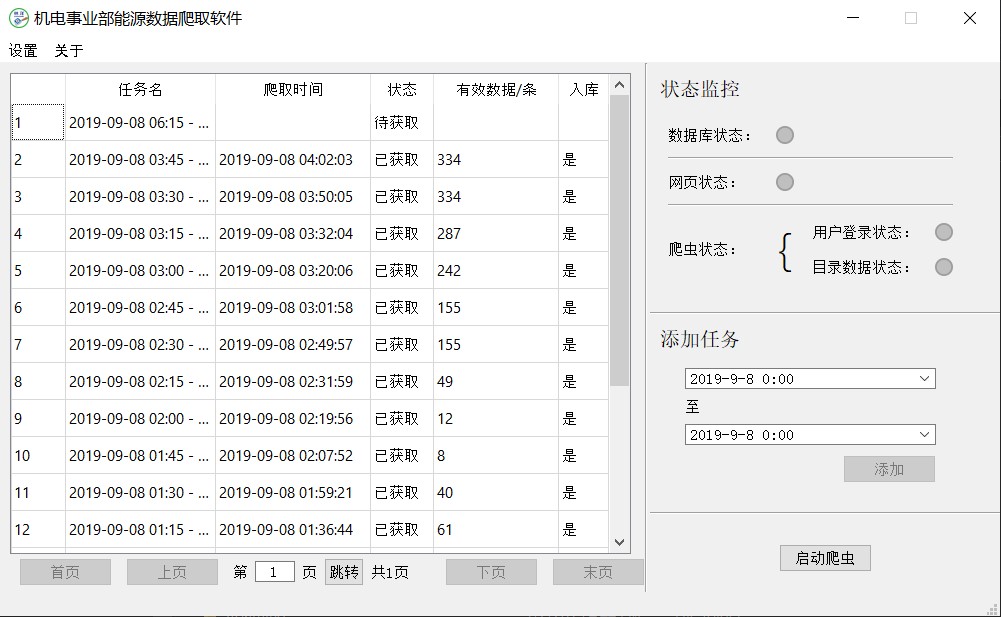 机电事业部能源数据爬取软件
设置 关于
任务名 爬取时间 状态 有效数据/条 入库
1 2019-09-08 06:15 - ... 待获取
2 2019-09-08 03:45 - ... 2019-09-08 04:02:03 已获取 334 是
3 2019-09-08 03:30 - ... 2019-09-08 03:50:05 已获取 334 是
4 2019-09-08 03:15 - ... 2019-09-08 03:32:04 已获取 287 是
5 2019-09-08 03:00 - ... 2019-09-08 03:20:06 已获取 242 是
6 2019-09-08 02:45 - ... 2019-09-08 03:01:58 已获取 155 是
7 2019-09-08 02:30 - ... 2019-09-08 02:49:57 已获取 155 是
8 2019-09-08 02:15 - ... 2019-09-08 02:31:59 已获取 49 是
9 2019-09-08 02:00 - ... 2019-09-08 02:19:56 已获取 12 是
10 2019-09-08 01:45 - ... 2019-09-08 02:07:52 已获取 8 是
11 2019-09-08 01:30 - ... 2019-09-08 01:59:21 已获取 40 是
12 2019-09-08 01:15 - ... 2019-09-08 01:36:44 已获取 61 是
首页 上页 第 1 页 跳转 共1页 下页 末页
状态监控
数据库状态：
网页状态：
爬虫状态： {
用户登录状态：
目录数据状态：
添加任务
2019-9-8 0:00
至
2019-9-8 0:00
添加
启动爬虫